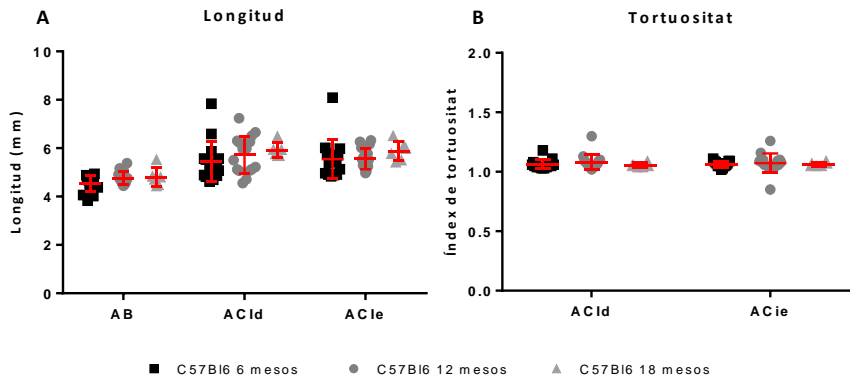 A
Longitud
Longitud (mm)
10
8
6
4
2
0
AB
ACId
ACIe
B
Tortuositat
Índex de tortuositat
2.0
1.5
1.0
0.5
0.0
ACId
ACie
C57Bl6 6 mesos
C57Bl6 12 mesos
C57Bl6 18 mesos